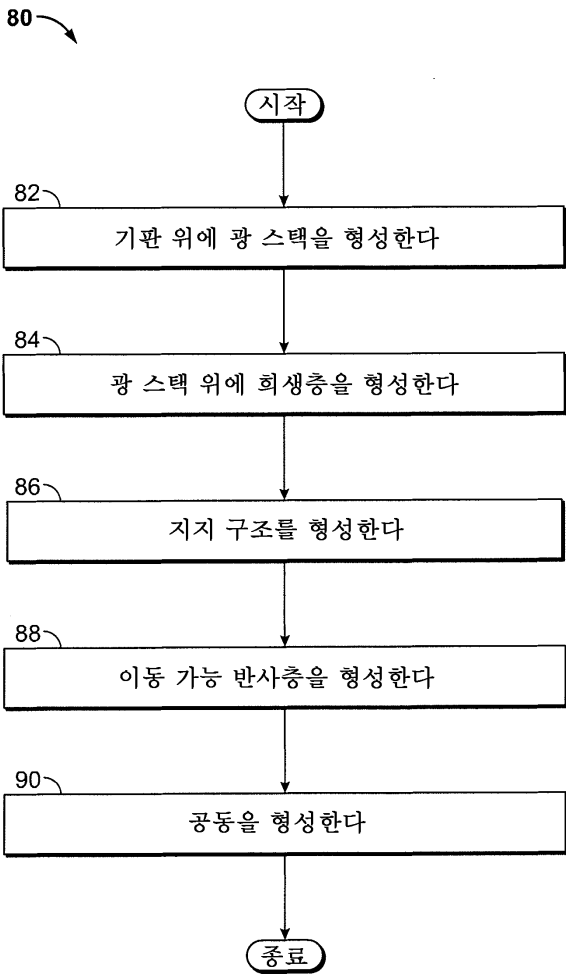 80
시작
82
기판 위에 광 스택을 형성한다
84
광 스택 위에 희생층을 형성한다
86
지지 구조를 형성한다
88
이동 가능 반사층을 형성한다
90
공동을 형성한다
종료